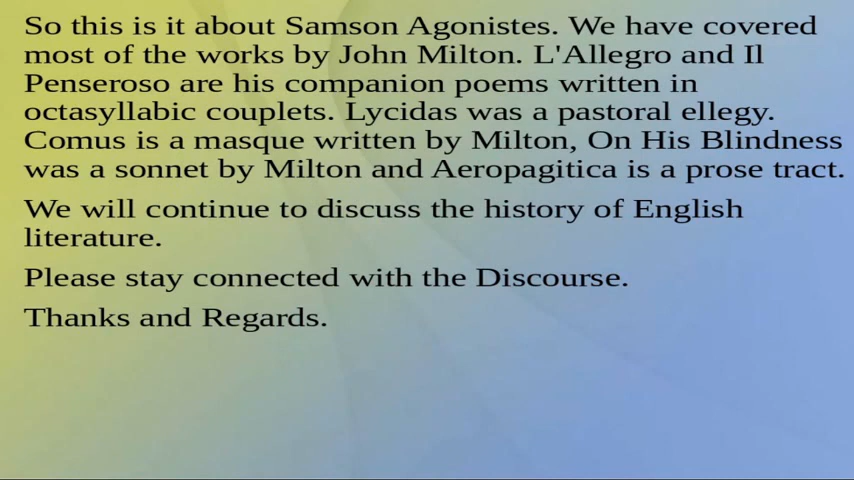 So this is it about Samson Agonistes. We have covered
most of the works by John Milton. L'Allegro and Il
Penseroso are his companion poems written in
octasyllabic couplets. Lycidas was a pastoral ellegy.
Comus is a masque written by Milton, On His Blindness
was a sonnet by Milton and Aeropagitica is a prose tract.
We will continue to discuss the history of English
literature.
Please stay connected with the Discourse.
Thanks and Regards.